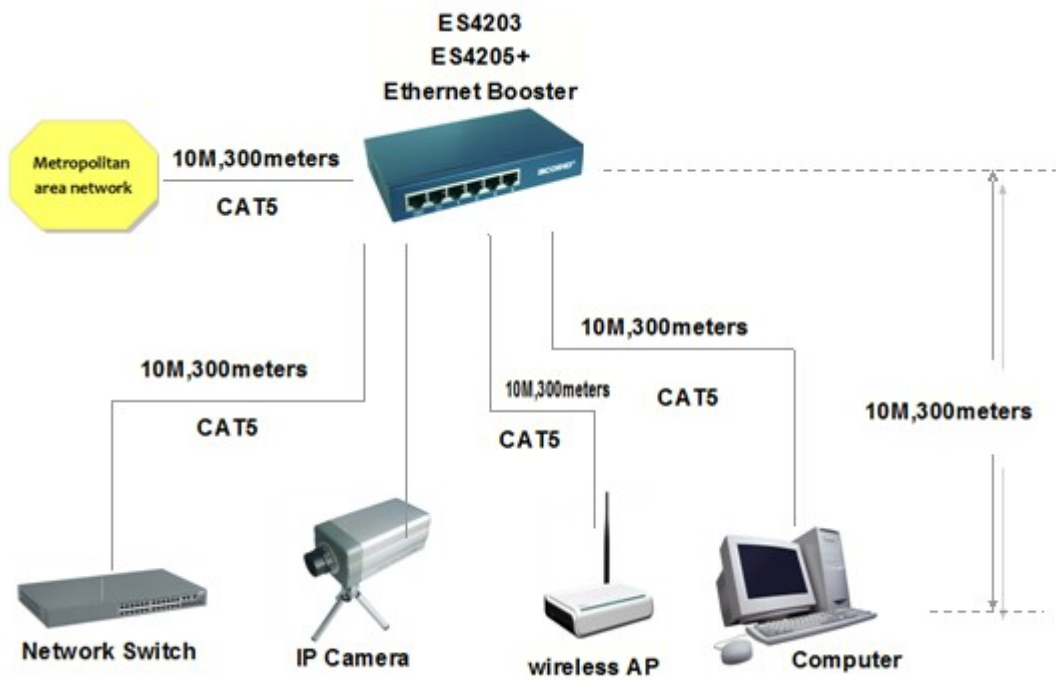 ES4203
ES4205+
Ethernet Booster
Metropolitan
area network
10M,300meters
CAT5
10M,300meters
CAT5
10M,300meters
CAT5
10M,300meters
CAT5
10M,300meters
Network Switch
IP Camera
wireless AP
Computer